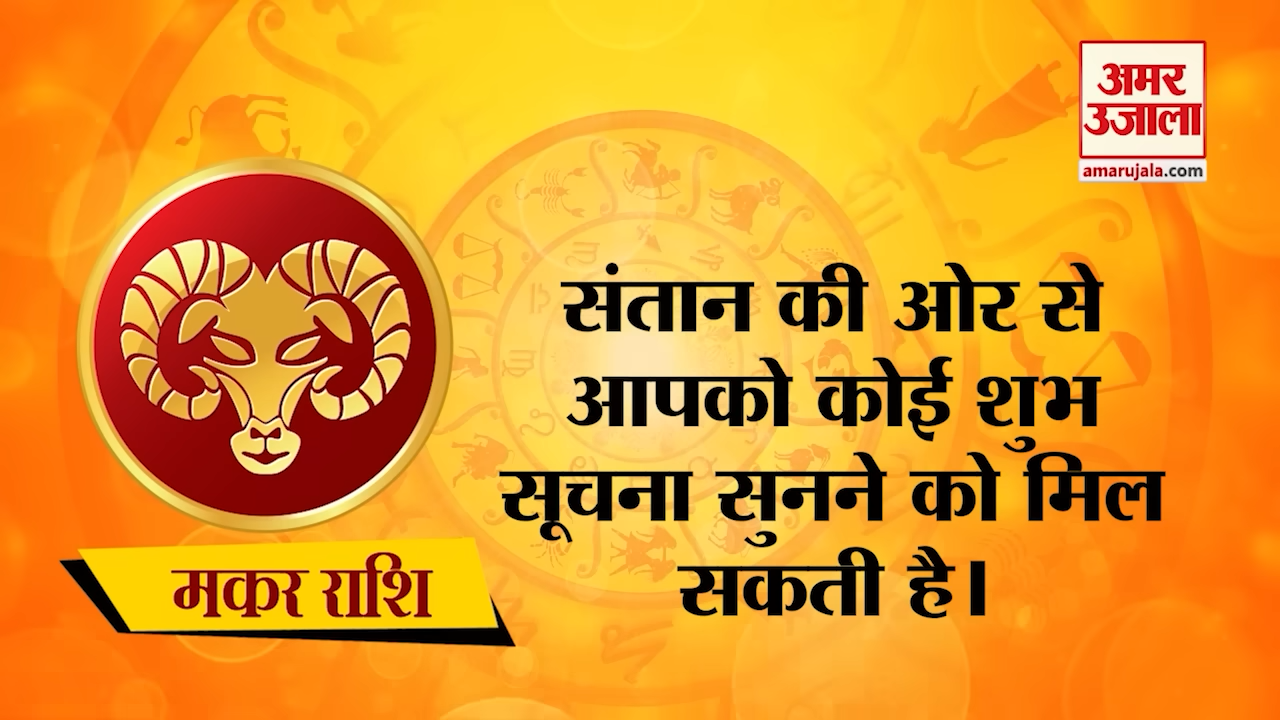 अमर
उजाला
amarujala.com
संतान की ओर से
आपको कोई शुभ
सूचना सुनने को मिल
सकती है।
मकर राशि